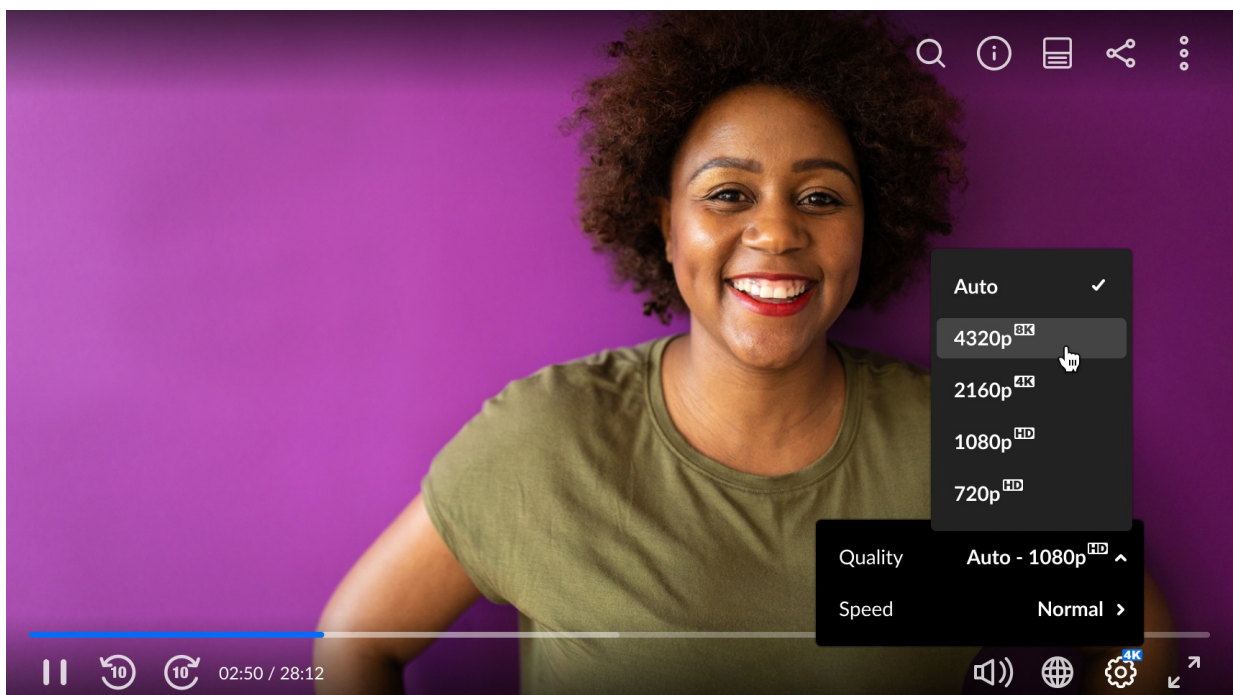 Auto
4320p 8K
2160p 4K
1080p HD
720p HD
Quality Auto - 1080p HD
Speed Normal
10 10 02:50 / 28:12 4K